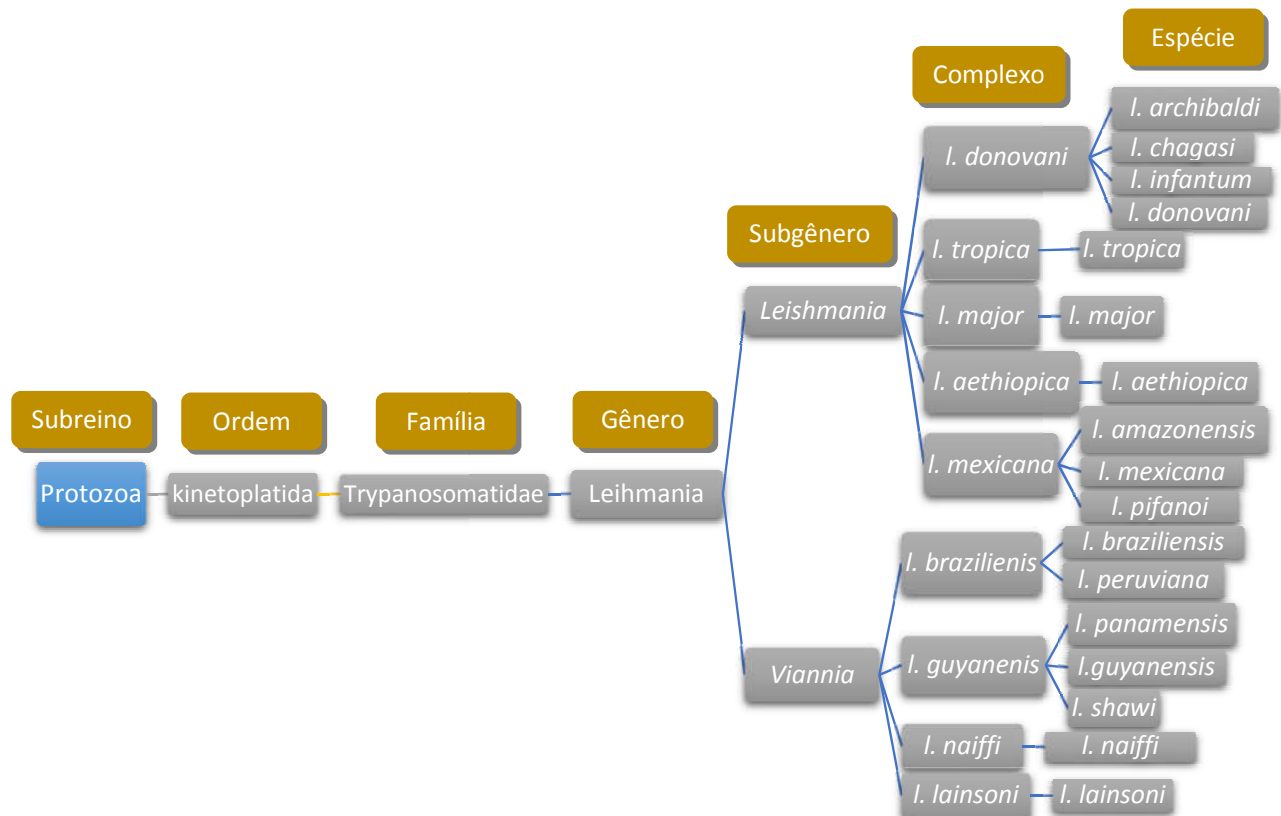 Espécie
Complexo
l. archibaldi
l. donovani
l. chagasi
l. infantum
l. donovani
Subgênero
l. tropica
l. tropica
Leishmania
l. major
l. major
l. aethiopica
l. aethiopica
Subreino
Ordem
Família
Gênero
l. amazonensis
l. mexicana
l. mexicana
l. pifanoi
Protozoa
kinetoplatida
Trypanosomatidae
Leihmania
l. braziliensis
l. brazilienis
l. peruviana
l. panamensis
l. guyanenis
l.guyanensis
Viannia
l. shawi
l. naiffi
l. naiffi
l. lainsoni
l. lainsoni